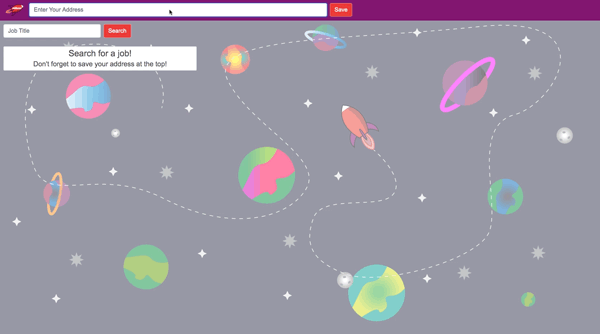 Enter Your Address
Save
Job Title
Search
Search for a job!
Don't forget to save your address at the top!